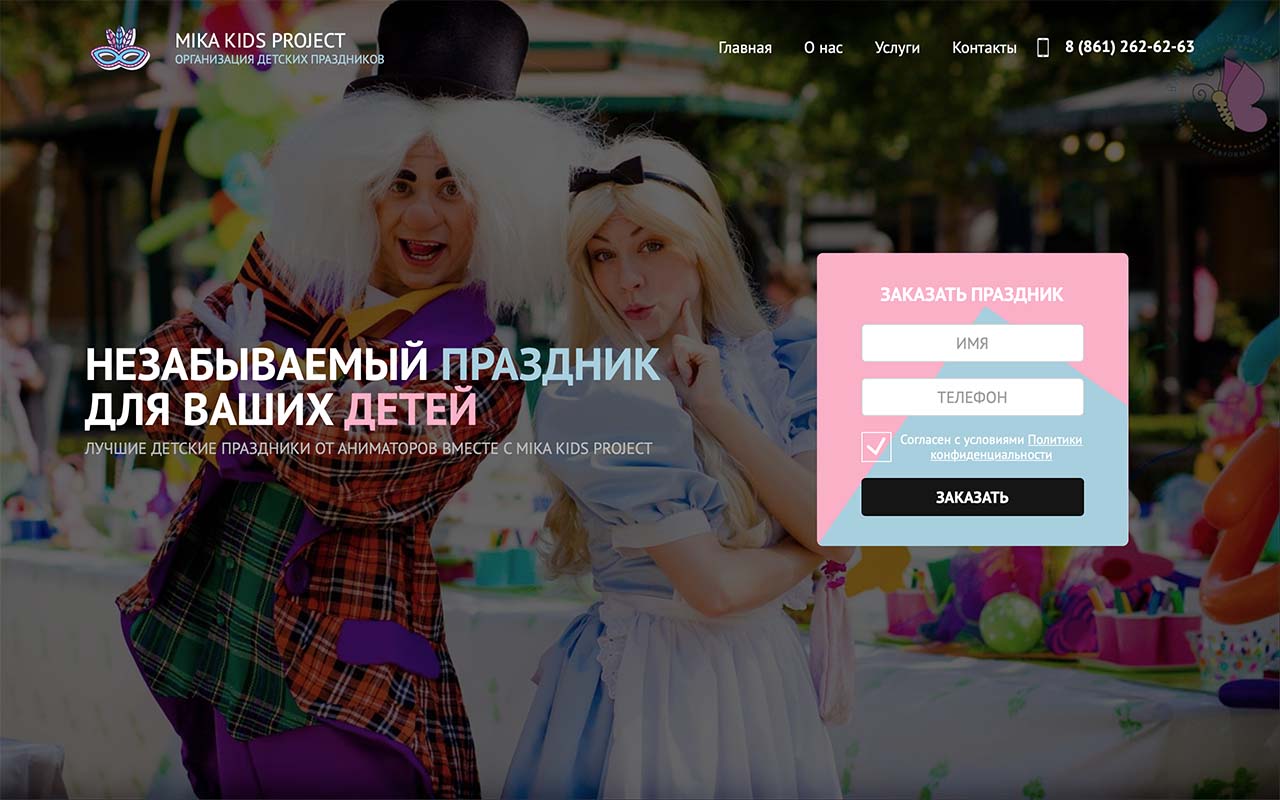 MIKA KIDS PROJECT
ОРГАНИЗАЦИЯ ДЕТСКИХ ПРАЗДНИКОВ
Главная О нас Услуги Контакты 8 (861) 262-62-63
НЕЗАБЫВАЕМЫЙ ПРАЗДНИК
ДЛЯ ВАШИХ ДЕТЕЙ
ЛУЧШИЕ ДЕТСКИЕ ПРАЗДНИКИ ОТ АНИМАТОРОВ ВМЕСТЕ С MIKA KIDS PROJECT
ЗАКАЗАТЬ ПРАЗДНИК
ИМЯ
ТЕЛЕФОН
Согласен с условиями Политики
конфиденциальности
ЗАКАЗАТЬ